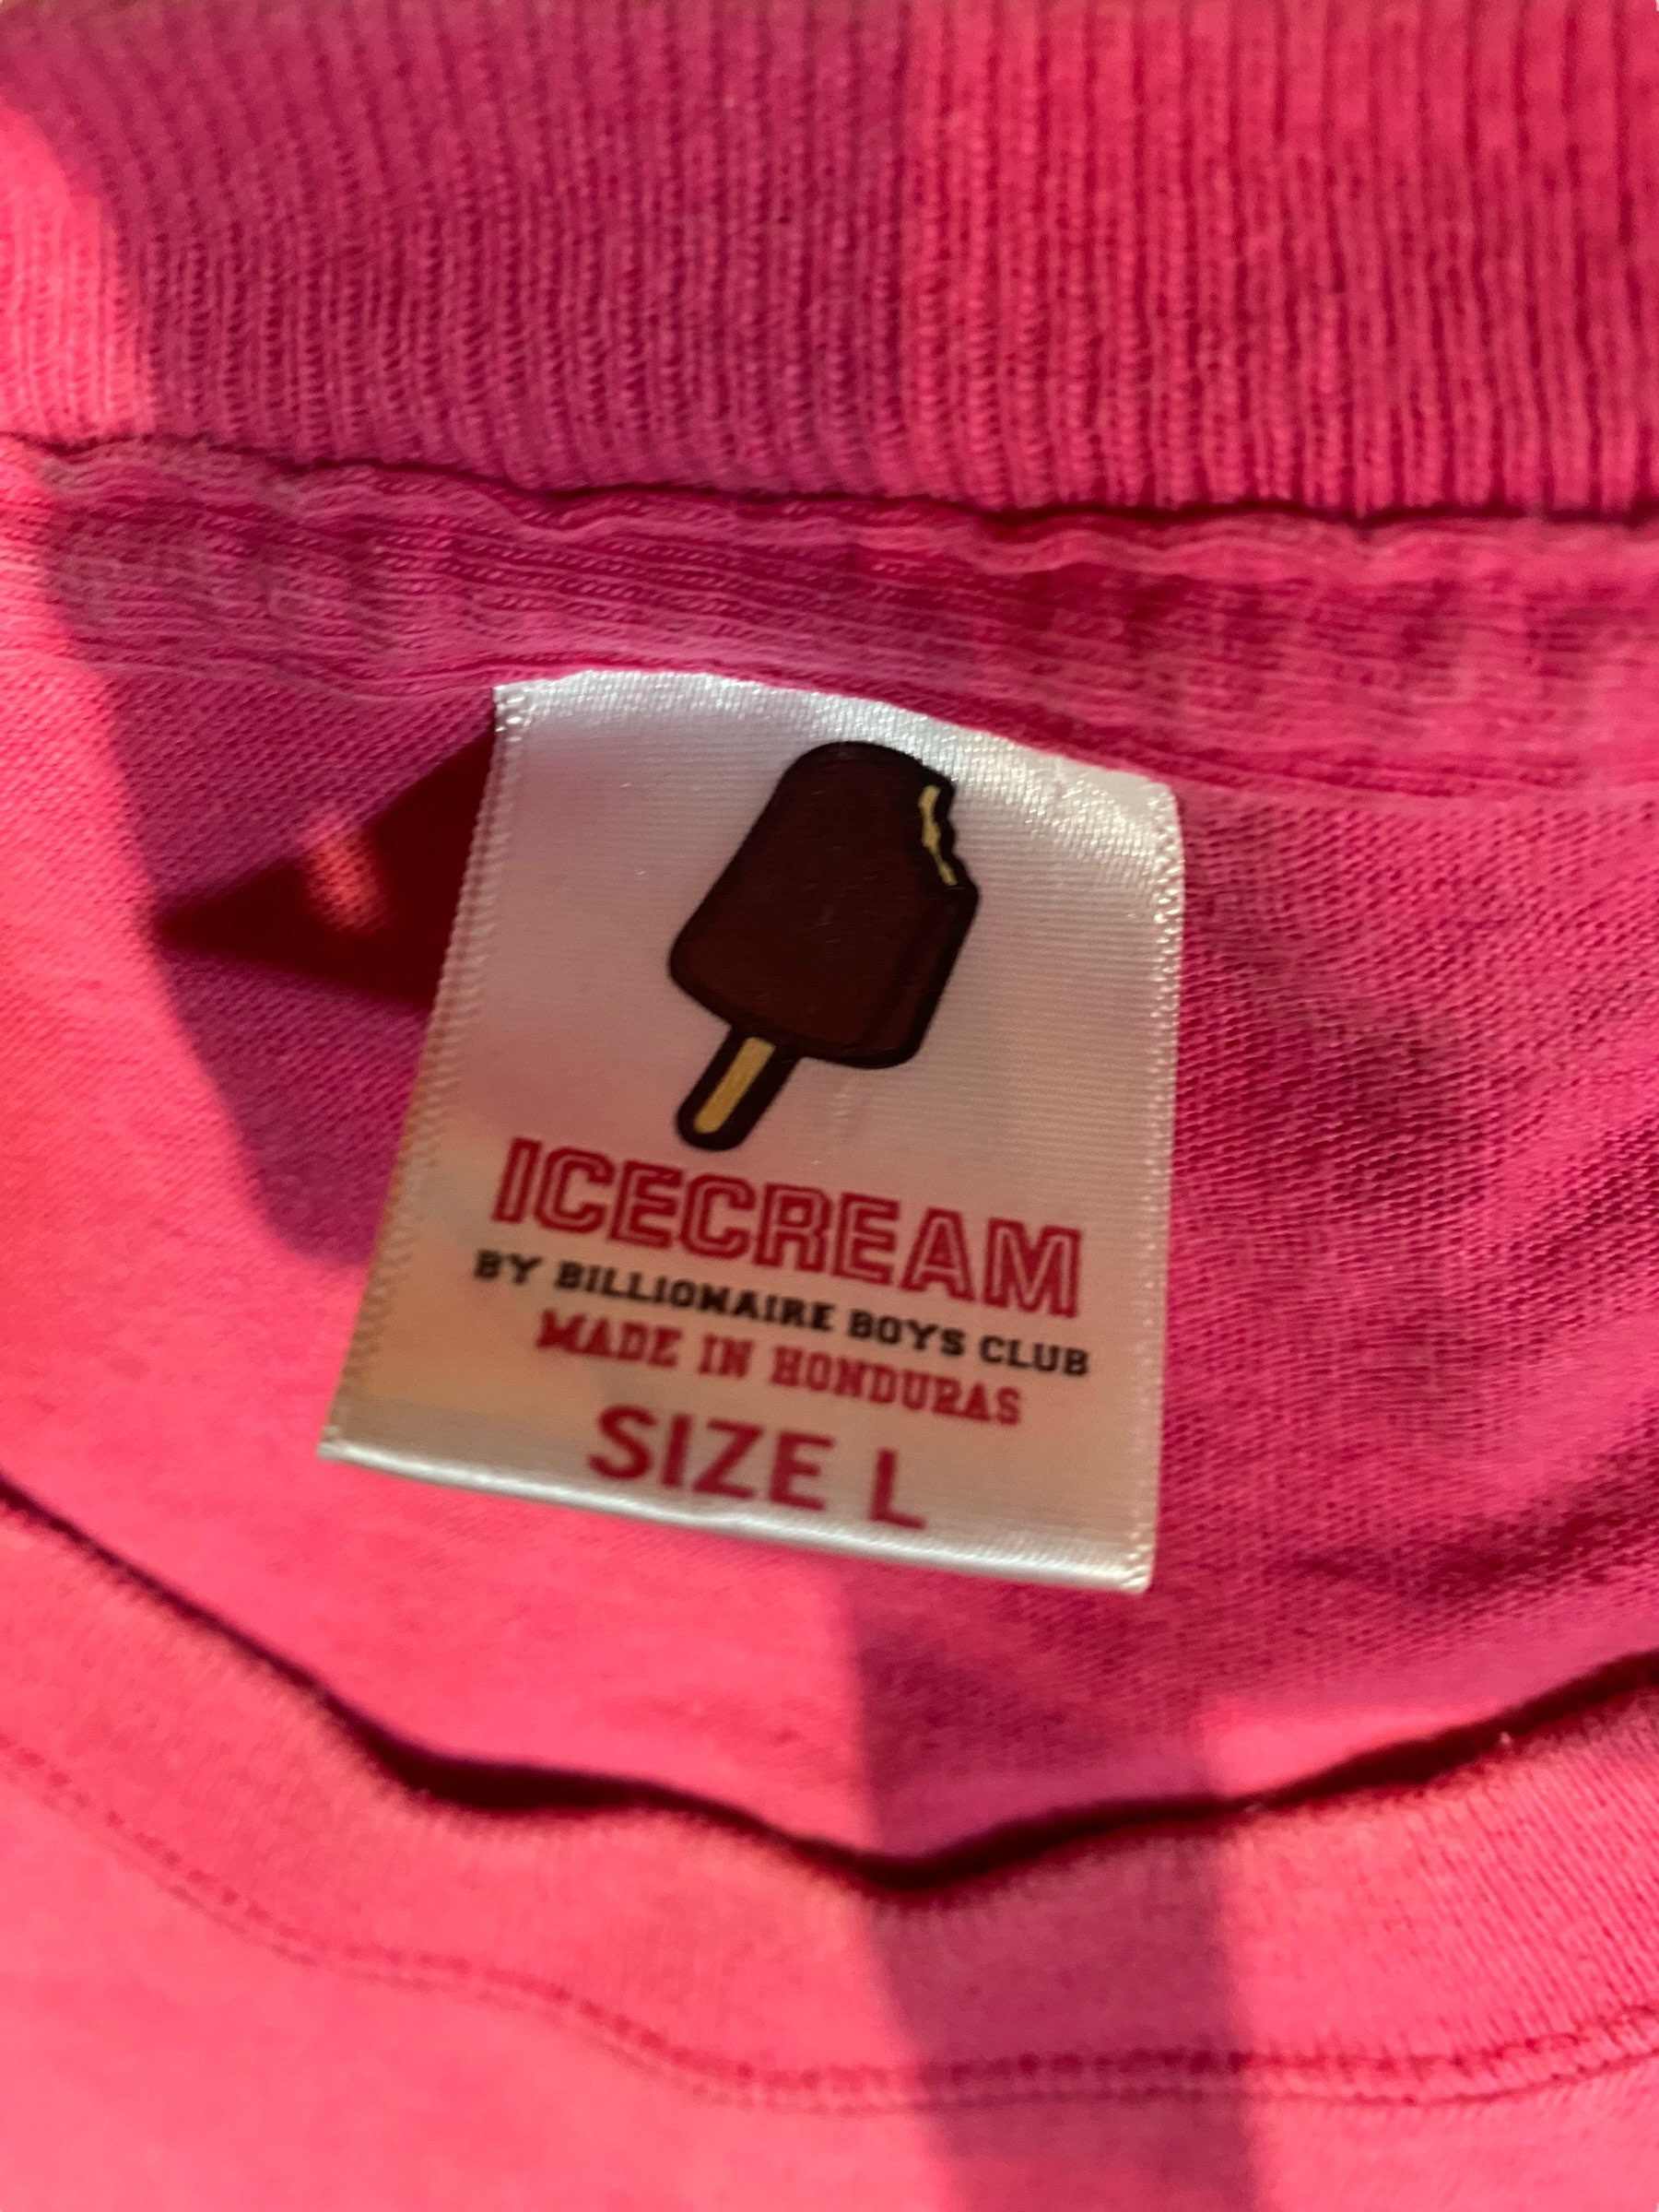 ICECREAM
BY BILLIONAIRE BOYS CLUB
MADE IN HONDURAS
SIZE L